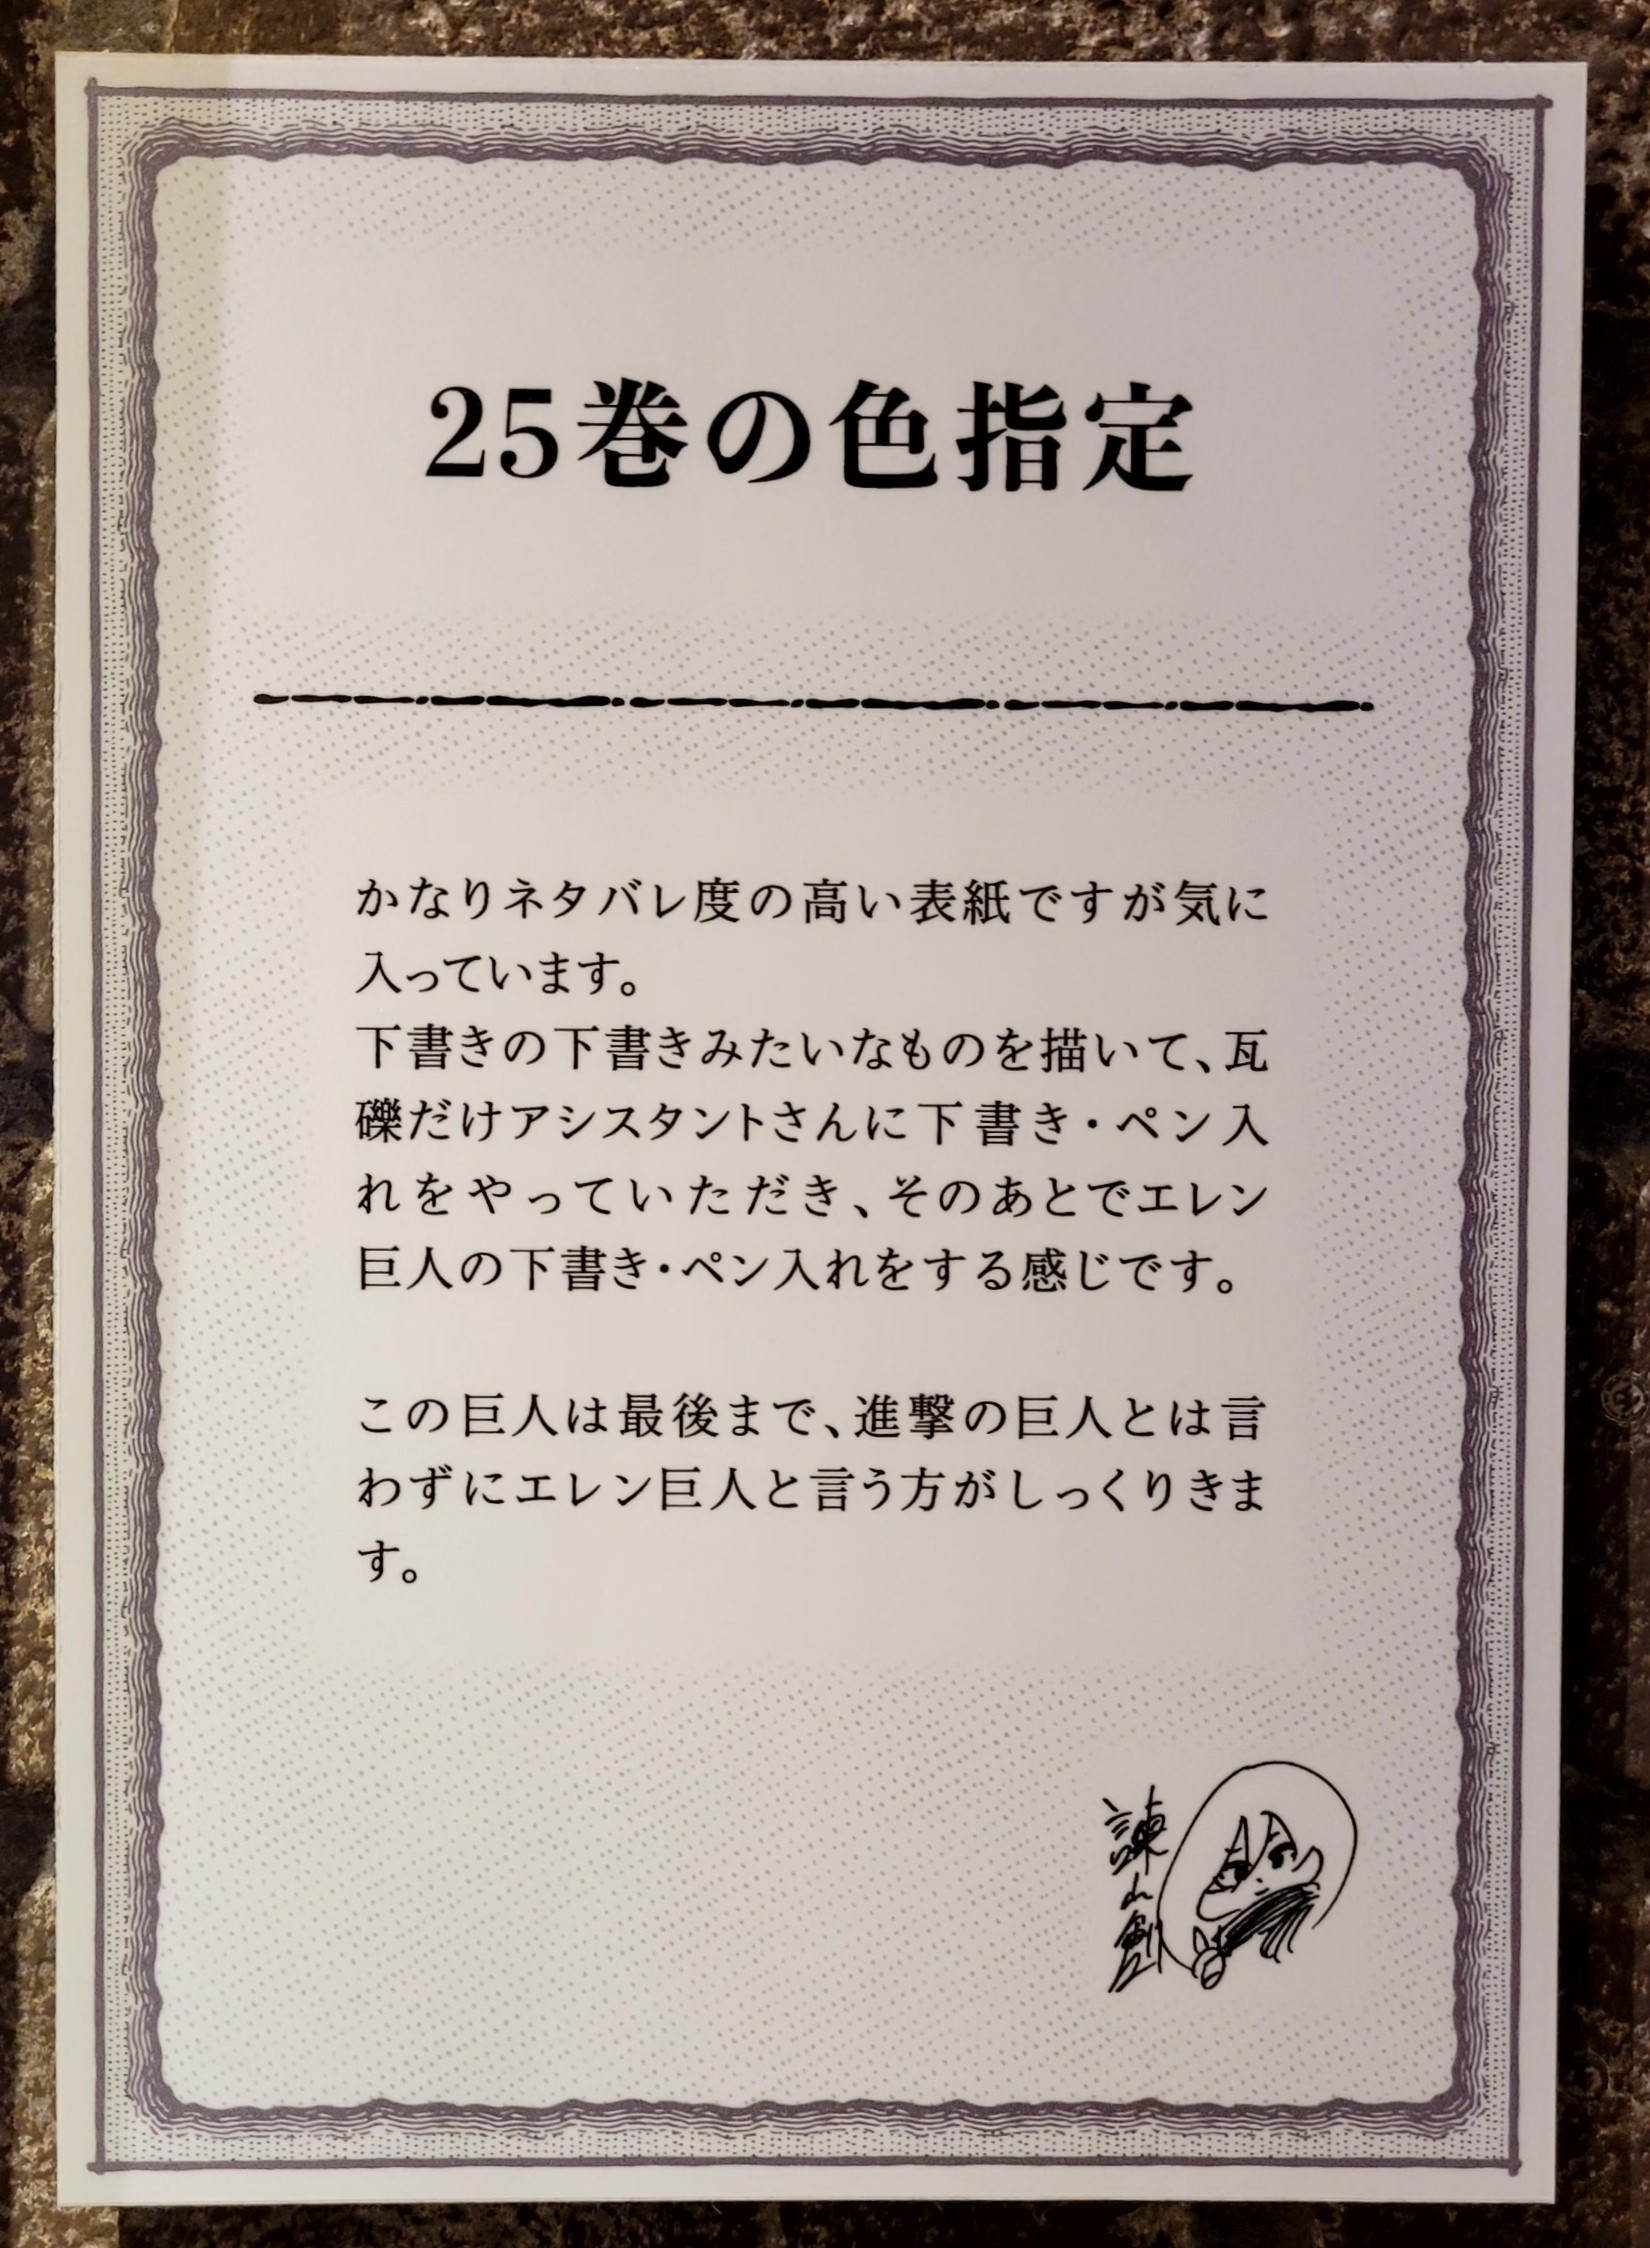 25巻の色指定
かなりネタバレ度の高い表紙ですが気に
入っています。
下書きの下書きみたいなものを描いて、瓦
礫だけアシスタントさんに下書き・ペン入
れをやっていただき、そのあとでエレン
巨人の下書き・ペン入れをする感じです。
この巨人は最後まで、進撃の巨人とは言
わずにエレン巨人と言う方がしっくりきま
す。
諫山創